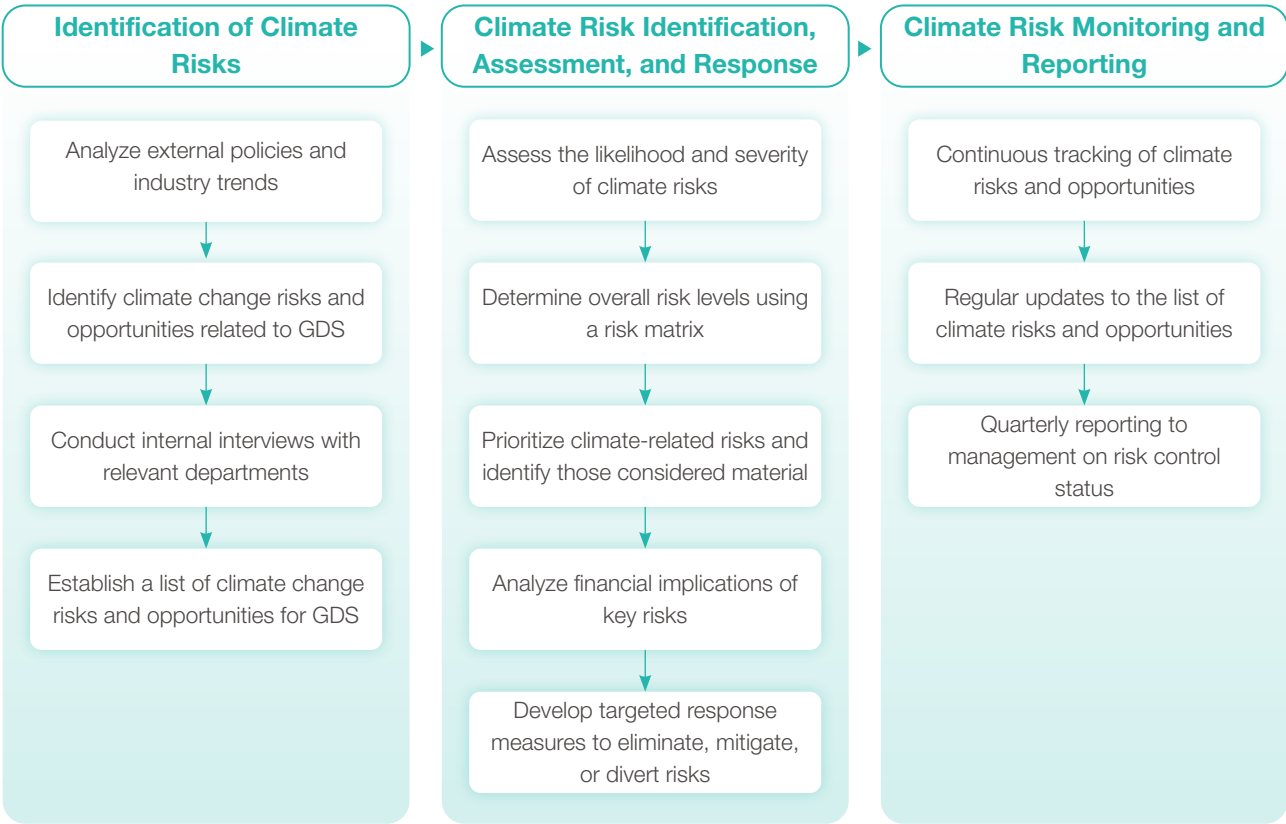 Identification of Climate
Risks
Analyze external policies and
industry trends
Identify climate change risks and
opportunities related to GDS
Conduct internal interviews with
relevant departments
Establish a list of climate change
risks and opportunities for GDS
Climate Risk Identification,
Assessment, and Response
Assess the likelihood and severity
of climate risks
Determine overall risk levels using
a risk matrix
Prioritize climate-related risks and
identify those considered material
Analyze financial implications of
key risks
Develop targeted response
measures to eliminate, mitigate,
or divert risks
Climate Risk Monitoring and
Reporting
Continuous tracking of climate
risks and opportunities
Regular updates to the list of
climate risks and opportunities
Quarterly reporting to
management on risk control
status